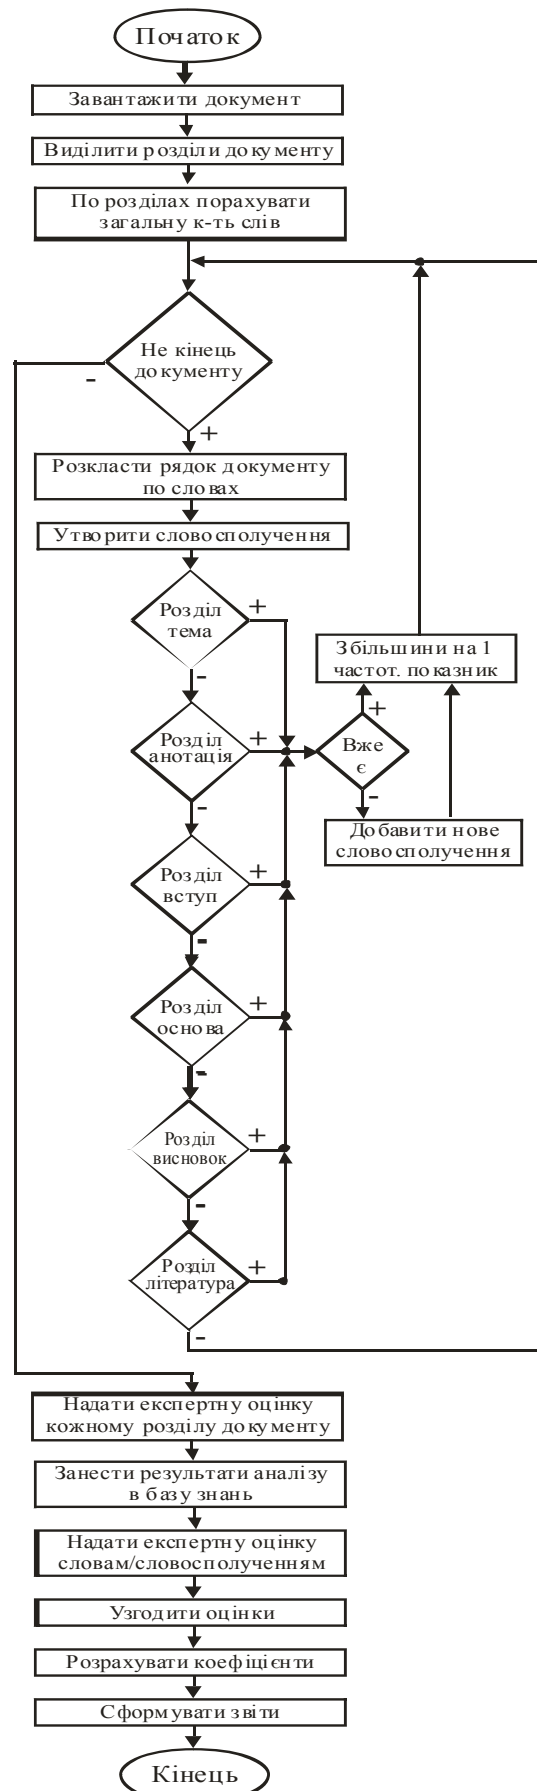 Початок
Завантажити документ
Виділити розділи документу
По розділах порахувати
загальну к-ть слів
Не кінець
документу
-
+
Розкласти рядок документу
по словах
Утворити словосполучення
Розділ
тема
+
-
Збільшини на 1
частот. показник
+
Розділ
анотація
+
-
Вже
є
-
Добавити нове
словосполучення
Розділ
вступ
+
-
Розділ
основа
+
-
Розділ
висновок
+
-
Розділ
література
+
-
Надати експертну оцінку
кожному розділу документу
Занести результати аналізу
в базу знань
Надати експертну оцінку
словам/словосполученням
Узгодити оцінки
Розрахувати коефіцієнти
Сформувати звіти
Кінець